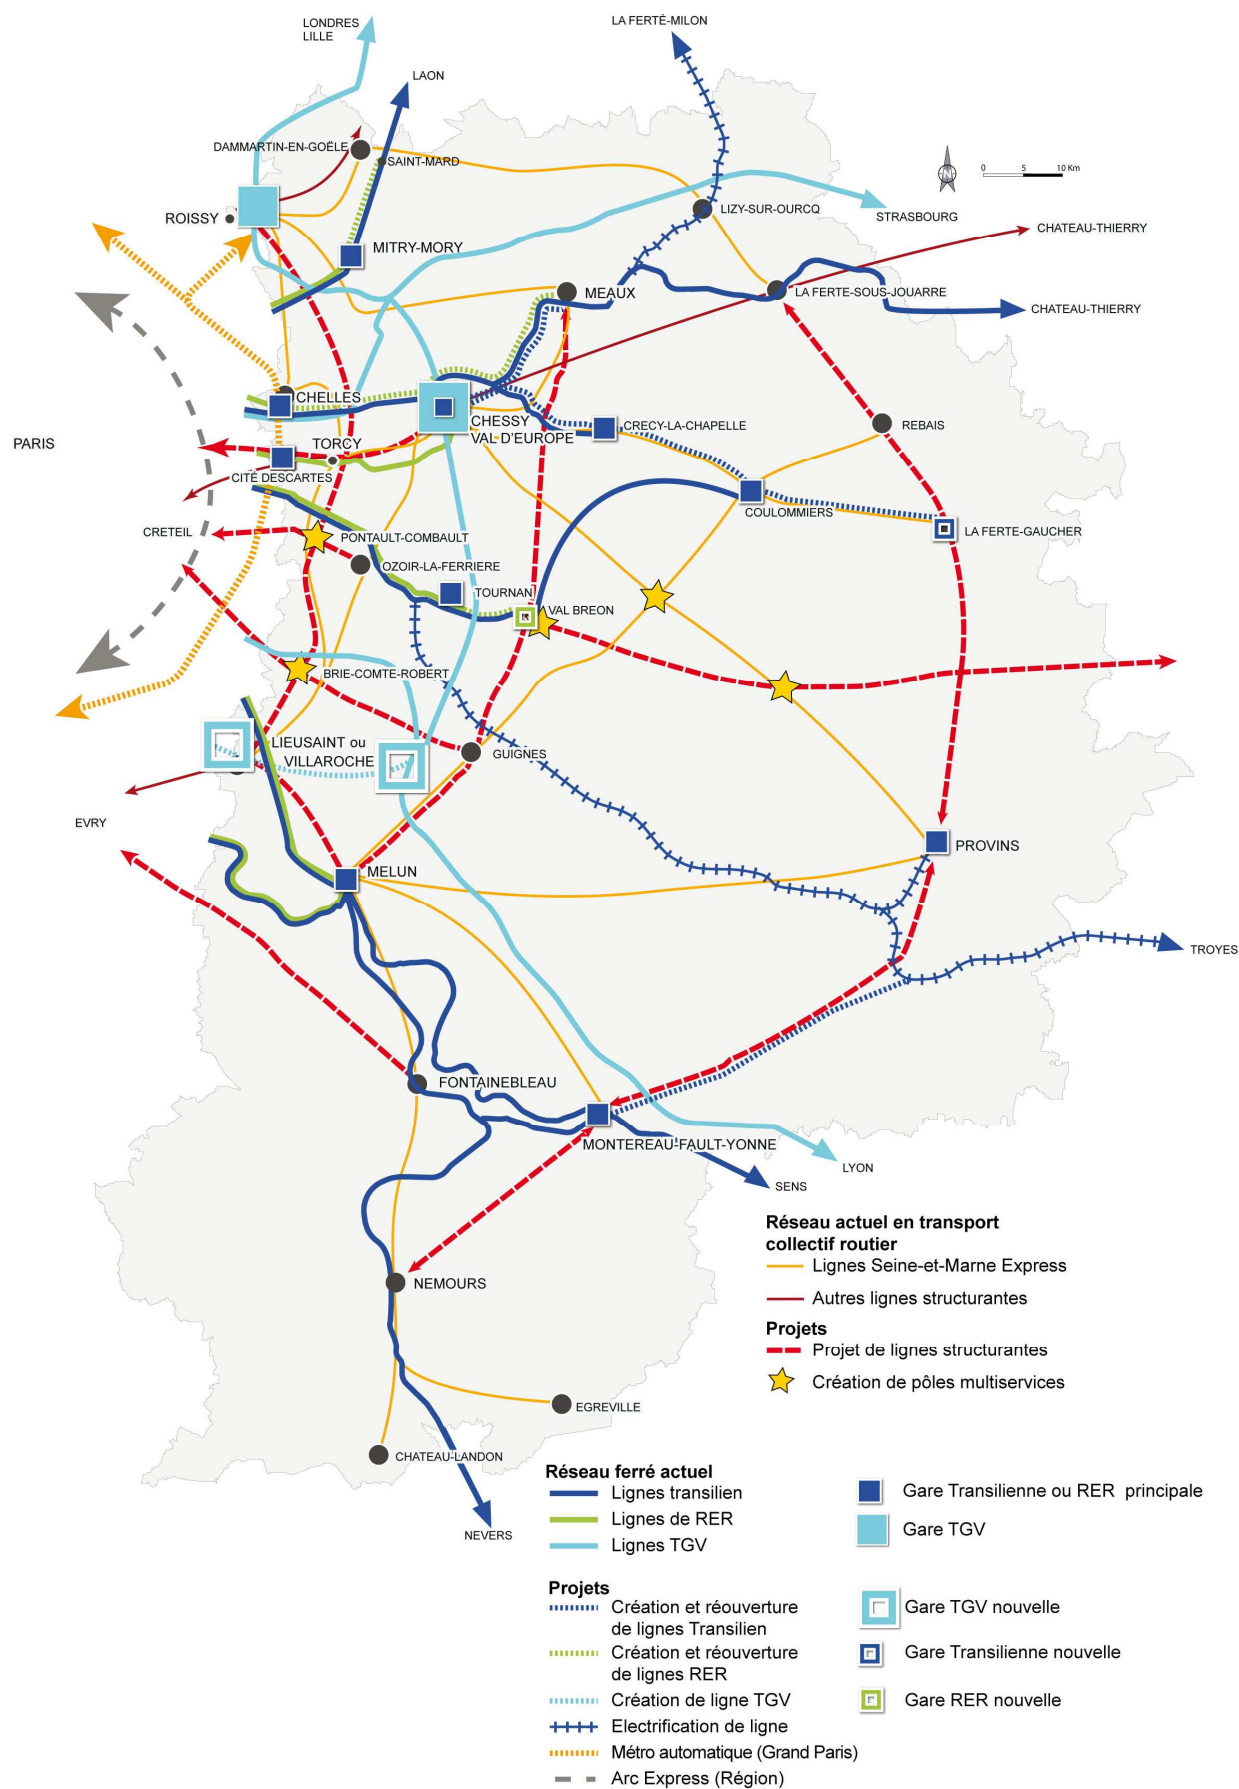 LONDRES
LILLE
LA FERTÉ-MILON
LAON
DAMMARTIN-EN-GOËLE
SAINT-MARD
0 5 10 Km
N
ROISSY
LIZY-SUR-OURCQ
STRASBOURG
CHATEAU-THIERRY
MITRY-MORY
MEAUX
LA FERTE-SOUS-JOUARRE
CHATEAU-THIERRY
CHELLES
PARIS
TORCY
CHESSY
VAL D'EUROPE
CRECY-LA-CHAPELLE
REBAIS
CITÉ DESCARTES
COULOMMIERS
CRETEIL
PONTAULT-COMBAULT
LA FERTE-GAUCHER
OZOIR-LA-FERRIERE
TOURNAN
VAL BREON
BRIE-COMTE-ROBERT
LIEUSAINT ou
VILLAROCHE
GUIGNES
EVRY
PROVINS
MELUN
TROYES
FONTAINEBLEAU
MONTEREAU-FAULT-YONNE
LYON
SENS
NEMOURS
EGREVILLE
CHATEAU-LANDON
NEVERS
Réseau actuel en transport
collectif routier
Lignes Seine-et-Marne Express
Autres lignes structurantes
Projets
Projet de lignes structurantes
Création de pôles multiservices
Réseau ferré actuel
Lignes transilien
Lignes de RER
Lignes TGV
Gare Transilienne ou RER principale
Gare TGV
Projets
Création et réouverture
de lignes Transilien
Création et réouverture
de lignes RER
Création de ligne TGV
Electrification de ligne
Métro automatique (Grand Paris)
Arc Express (Région)
Gare TGV nouvelle
Gare Transilienne nouvelle
Gare RER nouvelle